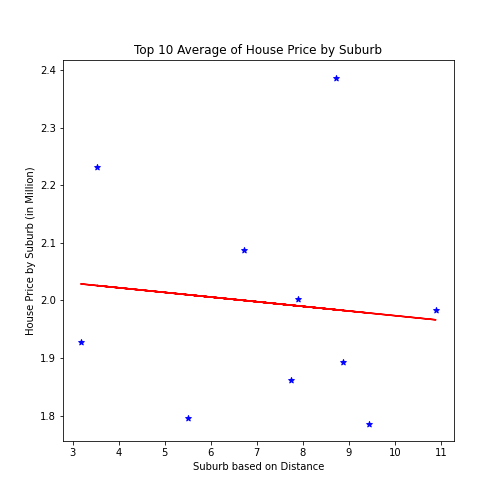 Top 10 Average of House Price by Suburb
House Price by Suburb (in Million)
2.4
2.3
2.2
2.1
2.0
1.9
1.8
3 4 5 6 7 8 9 10 11
Suburb based on Distance